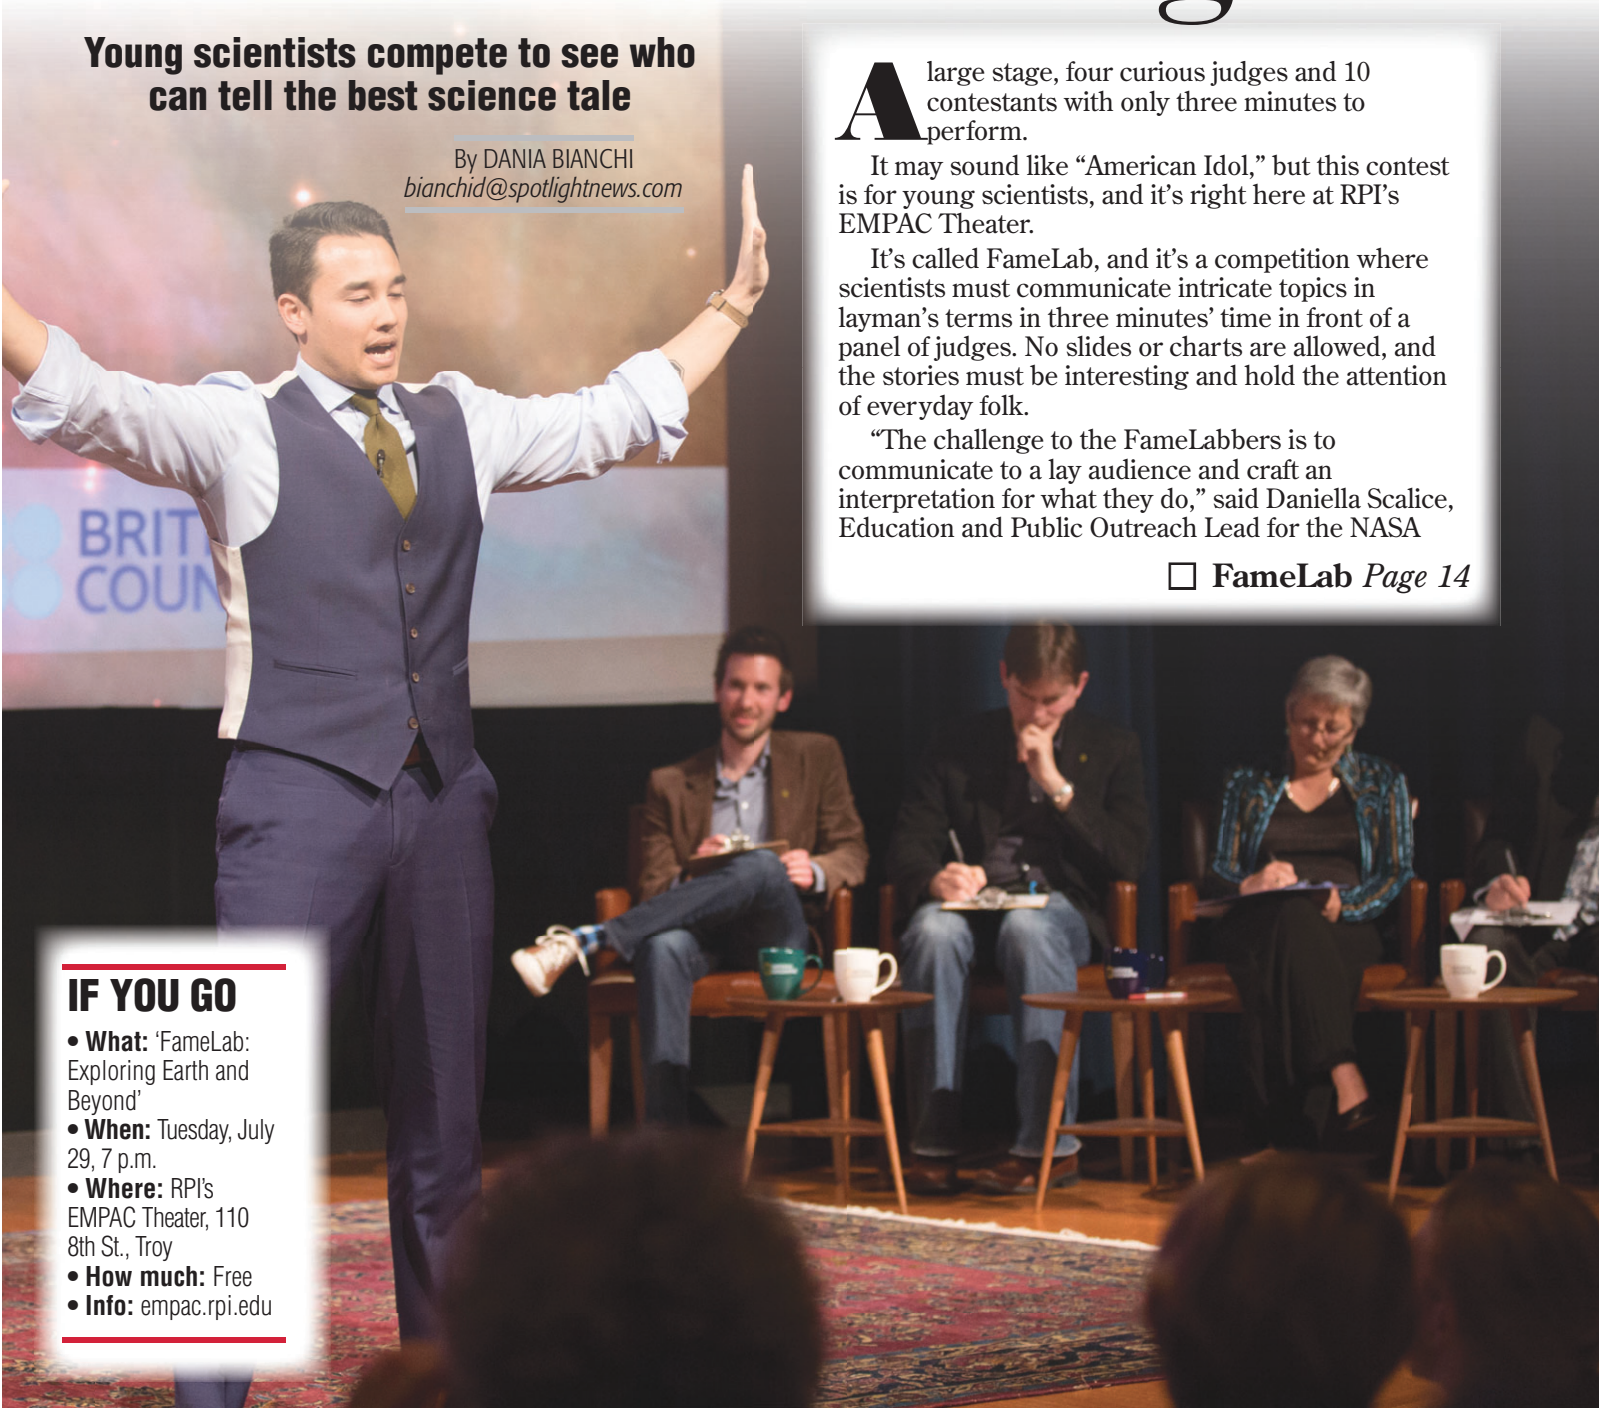 Young scientists compete to see who
can tell the best science tale
By DANIA BIANCHI
bianchid@spotlightnews.com
A large stage, four curious judges and 10
contestants with only three minutes to
perform.
It may sound like “American Idol,” but this contest
is for young scientists, and it’s right here at RPI’s
EMPAC Theater.
It’s called FameLab, and it’s a competition where
scientists must communicate intricate topics in
layman’s terms in three minutes’ time in front of a
panel of judges. No slides or charts are allowed, and
the stories must be interesting and hold the attention
of everyday folk.
“The challenge to the FameLabbers is to
communicate to a lay audience and craft an
interpretation for what they do,” said Daniella Scalice,
Education and Public Outreach Lead for the NASA
☐ FameLab Page 14
BRIT
COUN
IF YOU GO
• What: ‘FameLab:
Exploring Earth and
Beyond’
• When: Tuesday, July
29, 7 p.m.
• Where: RPI’s
EMPAC Theater, 110
8th St., Troy
• How much: Free
• Info: empac.rpi.edu